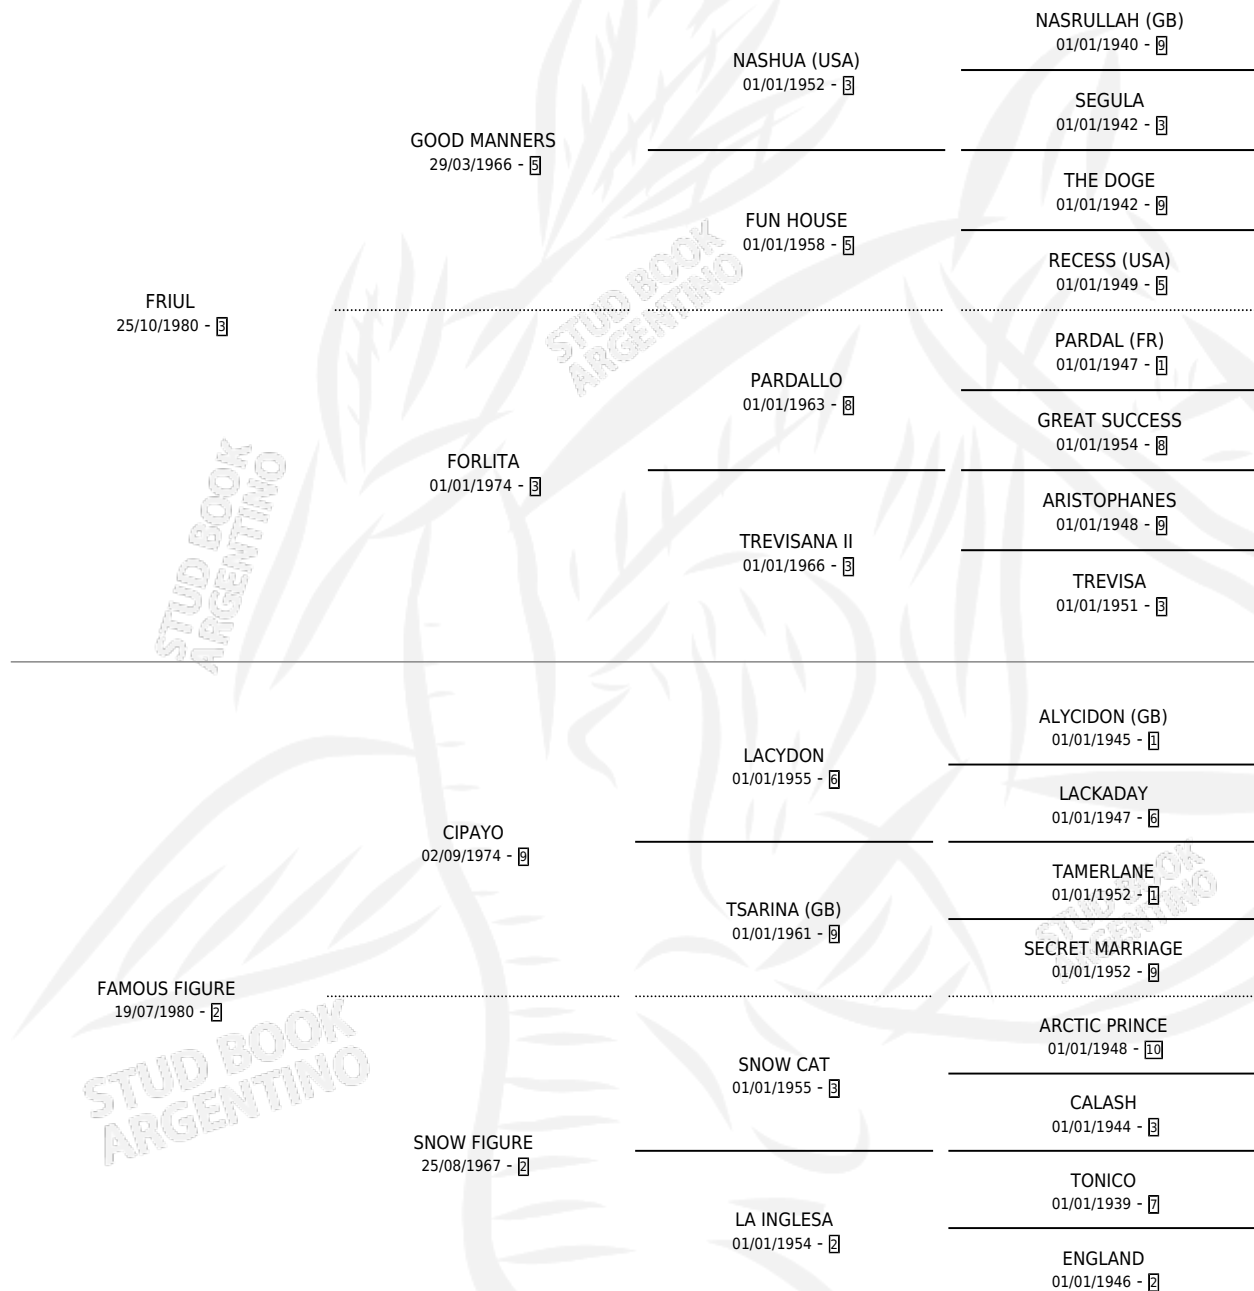 NASRULLAH (GB)
01/01/1940 - 9
NASHUA (USA)
01/01/1952 - 3
SEGULA
01/01/1942 - 3
GOOD MANNERS
29/03/1966 - 5
THE DOGE
01/01/1942 - 9
FUN HOUSE
01/01/1958 - 5
RECESS (USA)
01/01/1949 - 5
FRIUL
25/10/1980 - 3
PARDAL (FR)
01/01/1947 - 1
PARDALLO
01/01/1963 - 8
GREAT SUCCESS
01/01/1954 - 8
FORLITA
01/01/1974 - 3
ARISTOPHANES
01/01/1948 - 9
TREVISANA II
01/01/1966 - 3
TREVISA
01/01/1951 - 3
ALYCIDON (GB)
01/01/1945 - 1
LACYDON
01/01/1955 - 6
LACKADAY
01/01/1947 - 6
CIPAYO
02/09/1974 - 9
TAMERLANE
01/01/1952 - 1
TSARINA (GB)
01/01/1961 - 9
SECRET MARRIAGE
01/01/1952 - 9
FAMOUS FIGURE
19/07/1980 - 2
ARCTIC PRINCE
01/01/1948 - 10
SNOW CAT
01/01/1955 - 3
CALASH
01/01/1944 - 3
SNOW FIGURE
25/08/1967 - 2
TONICO
01/01/1939 - 7
LA INGLESA
01/01/1954 - 2
ENGLAND
01/01/1946 - 2
STUD BOOK
ARGENTINO
STUD BOOK
ARGENTINO
STUD BOOK
ARGENTINO
STUD BOOK
ARGENTINO